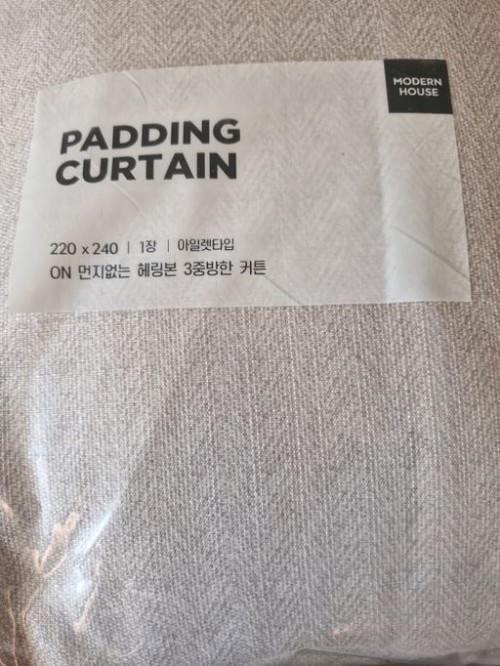 MODERN
HOUSE
PADDING
CURTAIN
220 x 240 | 1장 | 아일렛타입
ON 먼지없는 헤링본 3중방한 커튼